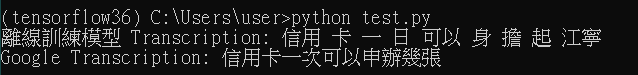 (tensorflow36) C:\Users\user>python test.py
離線訓練模型 Transcription: 信用 卡 一 日 可以 身 擔 起 江寧
Google Transcription: 信用卡一次可以申辦幾張